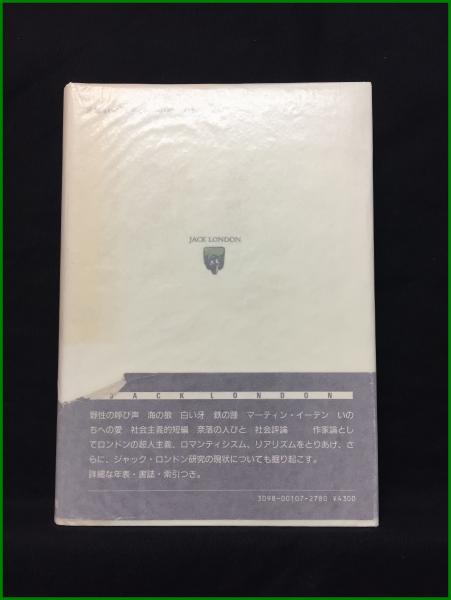 JACK LONDON
JACK LONDON
野性の呼び声 海の狼 白い牙 鉄の踵 マーティン・イーデン いの
ちへの愛 社会主義的短編 奈落の人びと 社会評論 作家論とし
てロンドンの超人主義、ロマンティシズム、リアリズムをとりあげ、さ
らに、ジャック・ロンドン研究の現状についても掘り起こす。
詳細な年表・書誌・索引つき。
3098-00107-2780 ¥4300